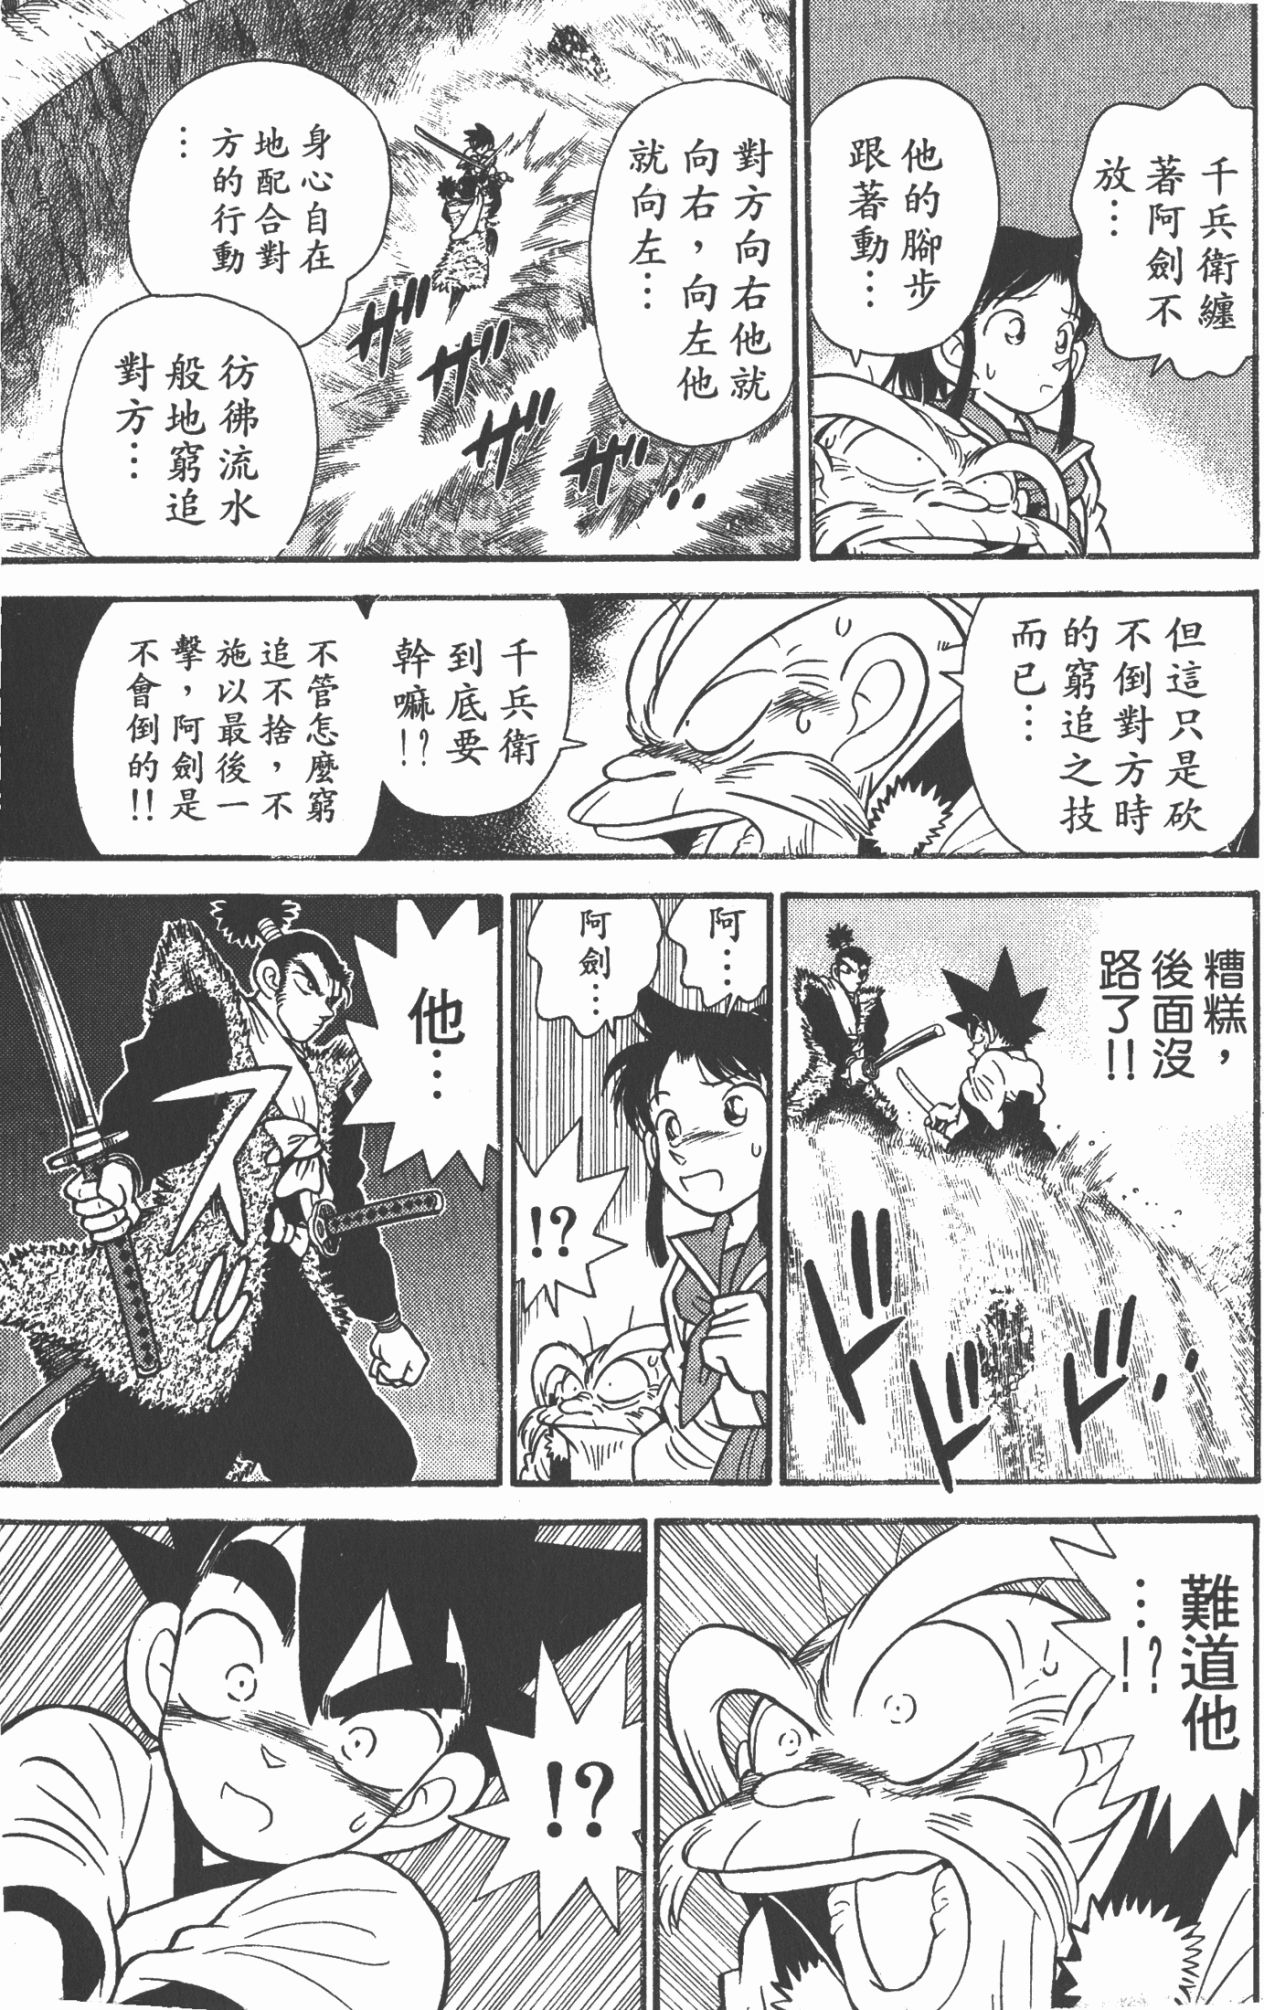 千兵衛纏
著阿劍不
放…
他的腳步
跟著動…
對方向右他就
向右，向左他
就向左…
身心自在
地配合對
方的行動
…
彷彿流水
般地窮追
對方…
ザザザザ‥
但這只是砍
不倒對方時
的窮追之技
而已…
千兵衛
到底要
幹嘛!?
不管怎麼窮
追不捨，不
施以最後一
擊，阿劍是
不會倒的!!
糟糕，
後面沒
路了!!
ドドド‥
阿…
阿劍…
!?
他…
スッ
難道他
…!?
!?